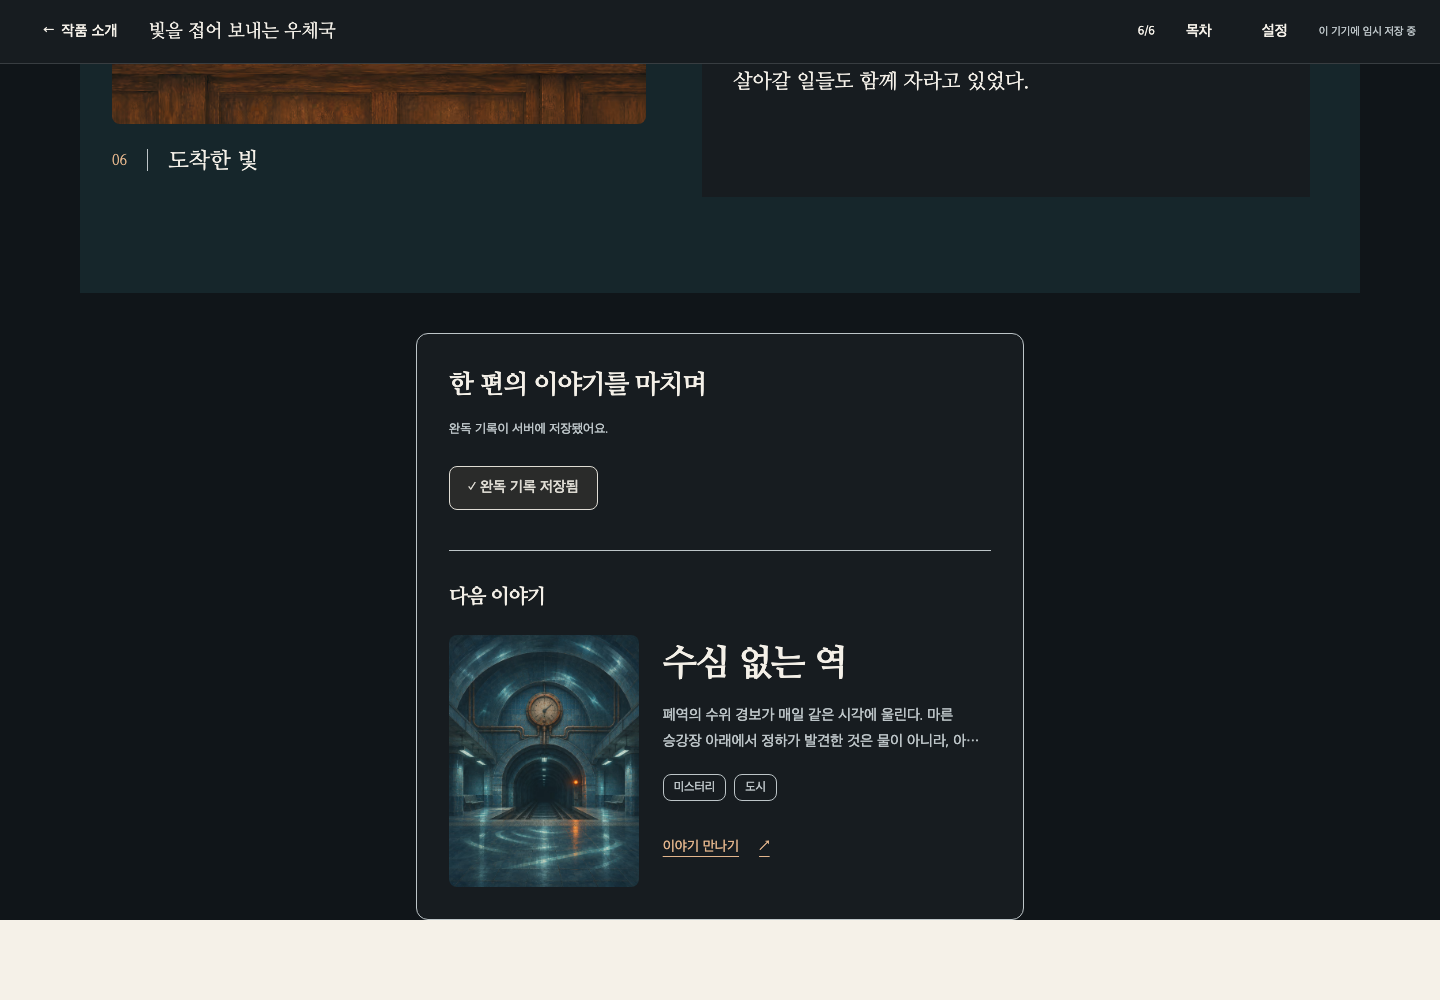 ← 작품 소개
빛을 접어 보내는 우체국
6/6
목차
설정
이 기기에 임시 저장 중
살아갈 일들도 함께 자라고 있었다.
06
도착한 빛
한 편의 이야기를 마치며
완독 기록이 서버에 저장됐어요.
✓ 완독 기록 저장됨
다음 이야기
수심 없는 역
폐역의 수위 경보가 매일 같은 시각에 울린다. 마른
승강장 아래에서 정하가 발견한 것은 물이 아니라, 아…
미스터리
도시
이야기 만나기 ↗